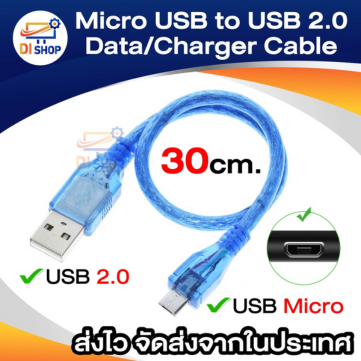 DI SHOP
Micro USB to USB 2.0
Data/Charger Cable
30cm.
USB 2.0
USB Micro
ส่งไว จัดส่งจากในประเทศ